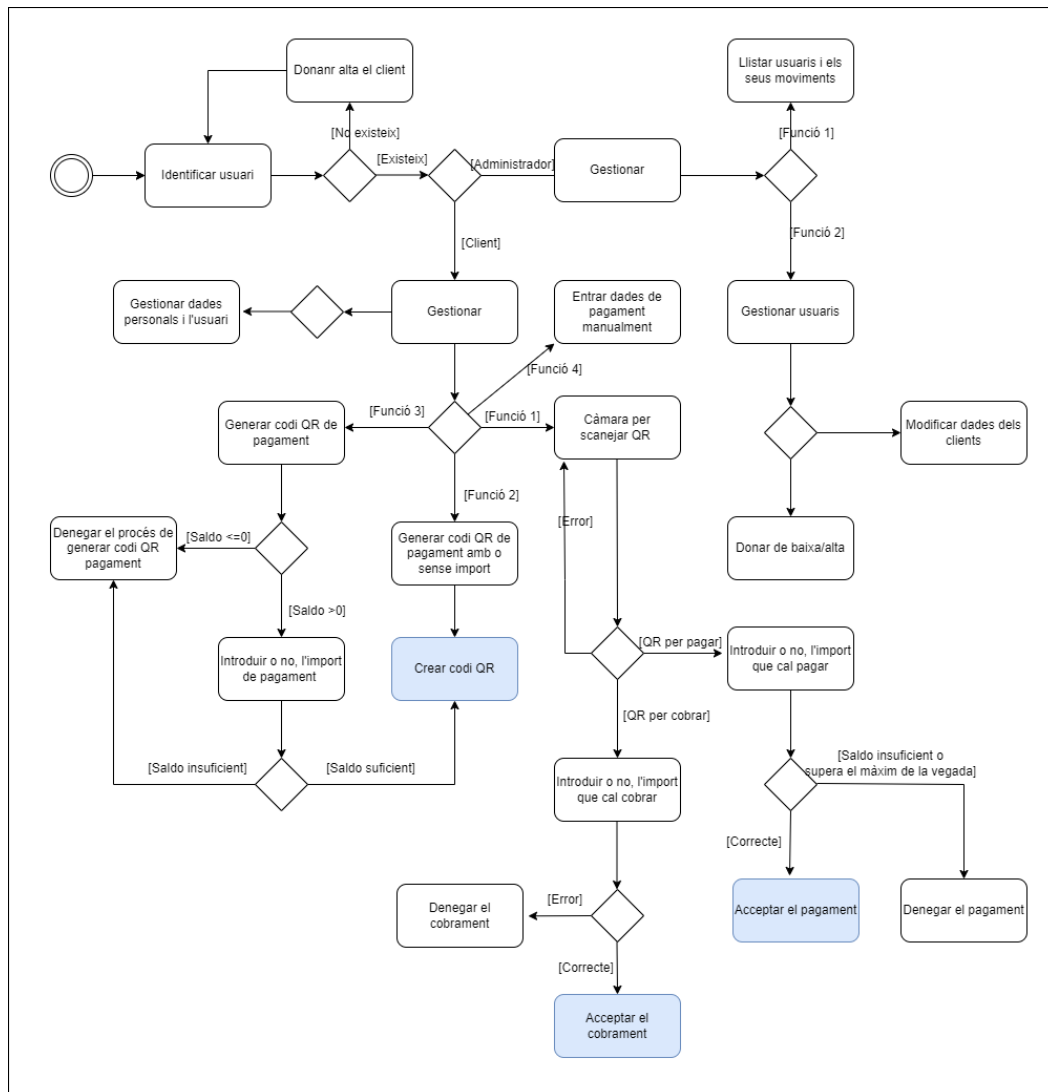 Donanr alta el client
Llistar usuaris i els
seus moviments
[No existeix]
[Funció 1]
Identificar usuari
[Existeix]
[Administrador]
Gestionar
[Client]
[Funció 2]
Gestionar dades
personals i l'usuari
Gestionar
Entrar dades de
pagament
manualment
Gestionar usuaris
[Funció 4]
Generar codi QR de
pagament
[Funció 3]
[Funció 1]
Càmara per
scanejar QR
Modificar dades dels
clients
[Funció 2]
Denegar el procés de
generar codi QR
pagament
[Saldo <=0]
Generar codi QR de
pagament amb o
sense import
[Error]
Donar de baixa/alta
[Saldo >0]
Introduir o no, l'import
de pagament
Crear codi QR
[QR per pagar]
Introduir o no, l'import
que cal pagar
[QR per cobrar]
[Saldo insuficient]
[Saldo suficient]
Introduir o no, l'import
que cal cobrar
[Saldo insuficient o
supera el màxim de la vegada]
[Correcte]
Denegar el
cobrament
[Error]
Acceptar el pagament
Denegar el pagament
[Correcte]
Acceptar el
cobrament